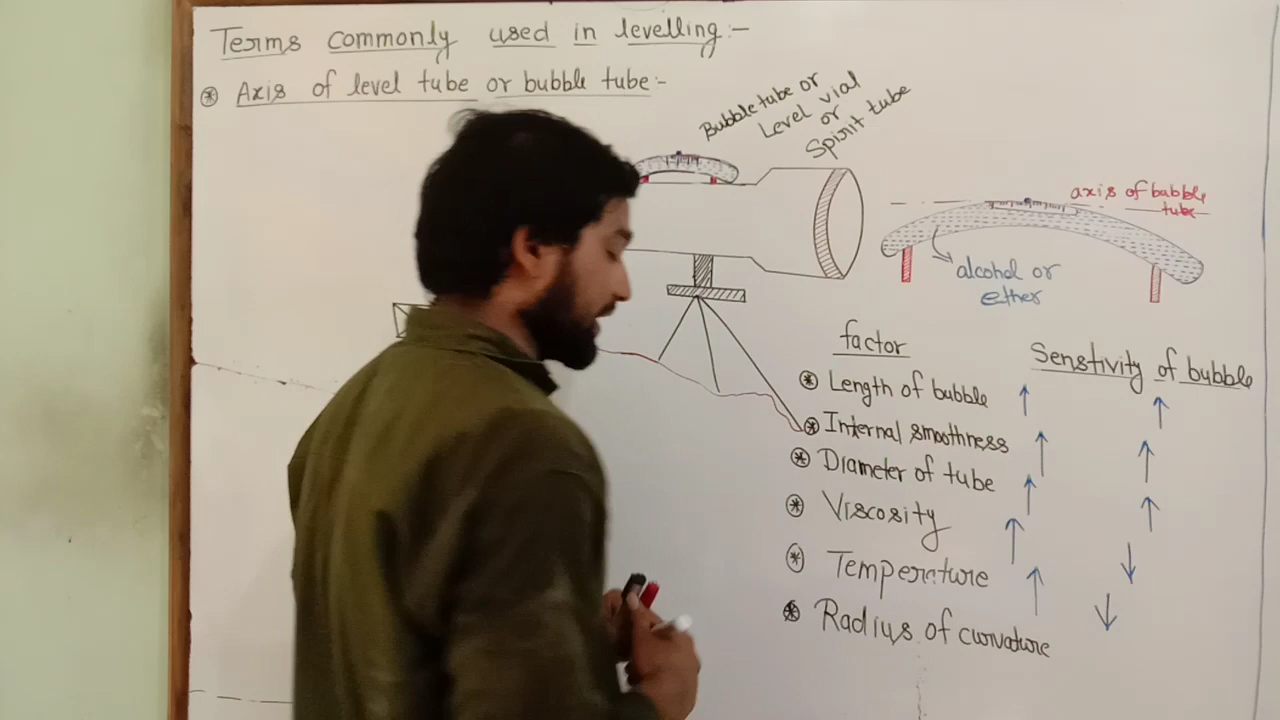 Terms commonly used in levelling:-
⊛ Axis of level tube or bubble tube:-
Bubble tube or
Level vial
or
Spirit tube
axis of bubble
tube
alcohol or
ether
factor
Senstivity of bubble
⊛ Length of bubble ↑ ↑
⊛ Internal smoothness ↑ ↑
⊛ Diameter of tube ↑ ↑
⊛ Viscosity ↑ ↓
⊛ Temperature ↑ ↓
⊛ Radius of curvature